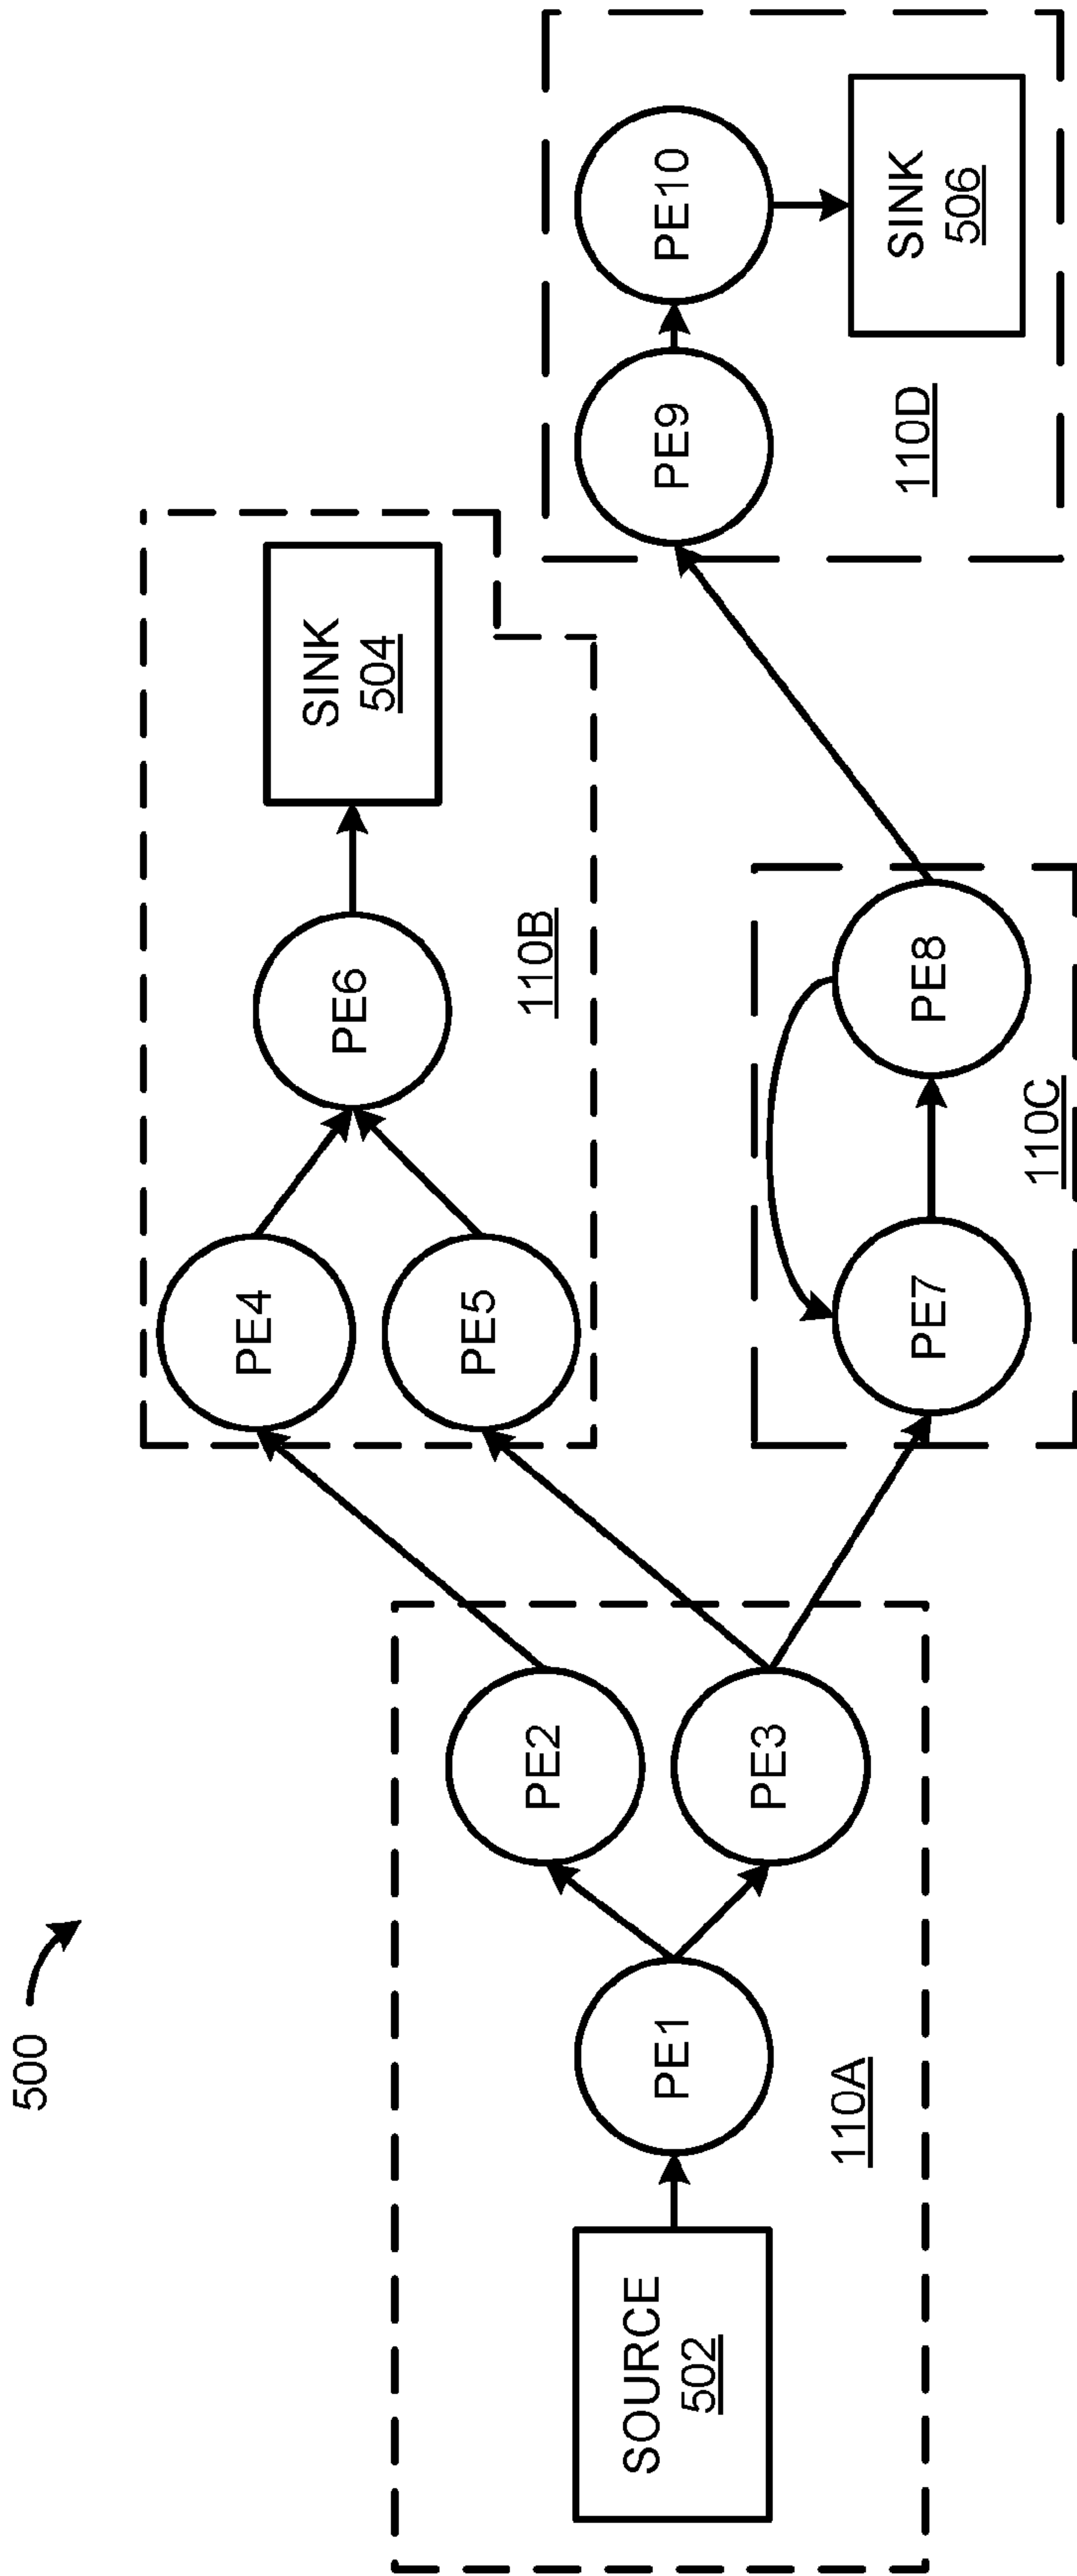 500
SOURCE
502
PE1
110A
PE2
PE3
PE4
PE5
PE6
SINK
504
110B
PE7
PE8
110C
PE9
PE10
SINK
506
110D